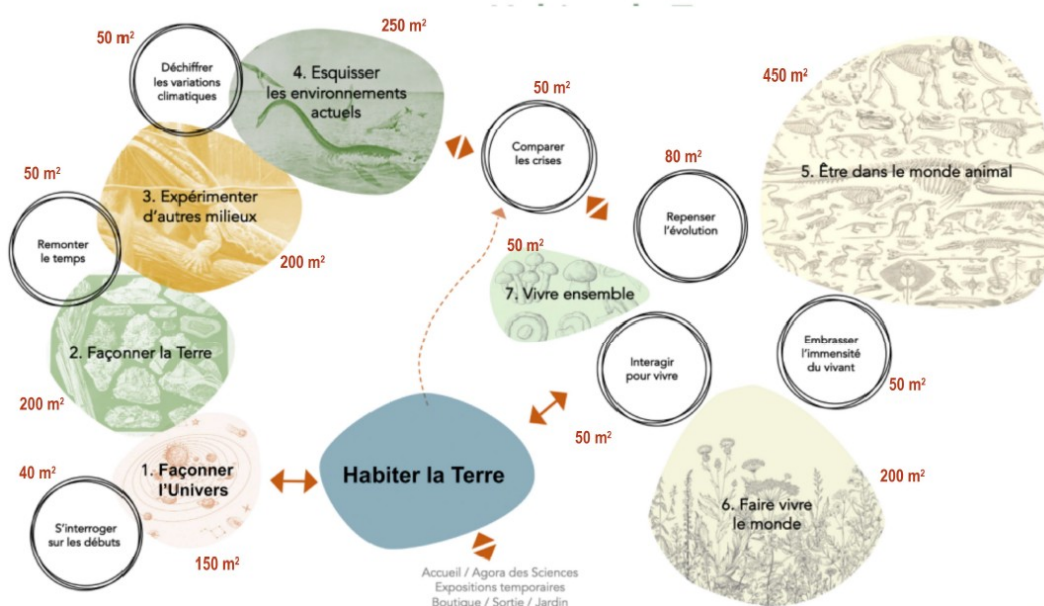 250 m²
50 m²
Déchiffrer
les variations
climatiques
4. Esquisser
les environnements
actuels
50 m²
Comparer
les crises
450 m²
5. Être dans le monde animal
80 m²
Repenser
l'évolution
50 m²
3. Expérimenter
d'autres milieux
200 m²
Remonter
le temps
50 m²
7. Vivre ensemble
2. Façonner la Terre
200 m²
Interagir
pour vivre
50 m²
Embrasser
l'immensité
du vivant
50 m²
1. Façonner
l'Univers
150 m²
40 m²
S'interroger
sur les débuts
Habiter la Terre
200 m²
6. Faire vivre
le monde
Accueil / Agora des Sciences
Expositions temporaires
Boutique / Sortie / Jardin